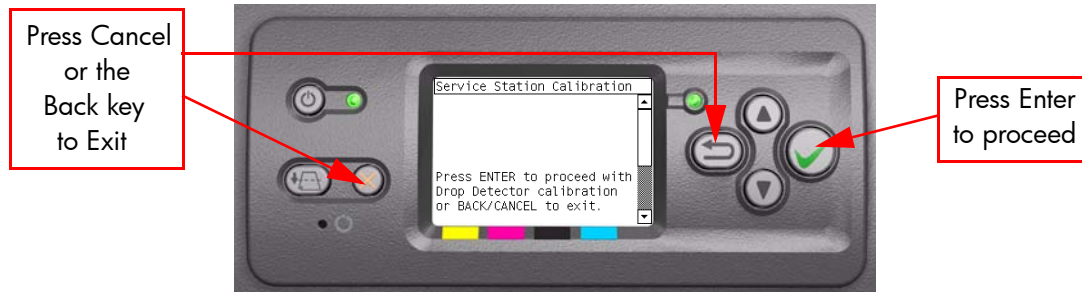 Press Cancel
or the
Back key
to Exit
Service Station Calibration
Press ENTER to proceed with
Drop Detector calibration
or BACK/CANCEL to exit.
Press Enter
to proceed